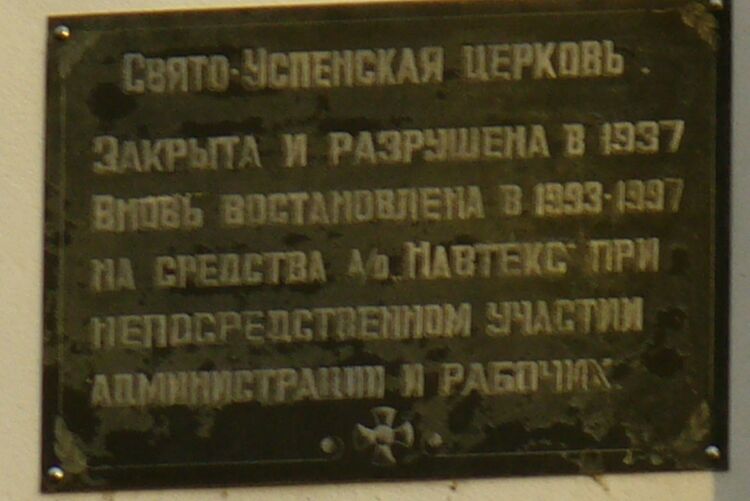 Свято-Успенская церковь.
Закрыта и разрушена в 1937
вновь востановлена в 1993-1997
на средства а/о „Навтекс" при
непосредственном участии
администрации и рабочих.